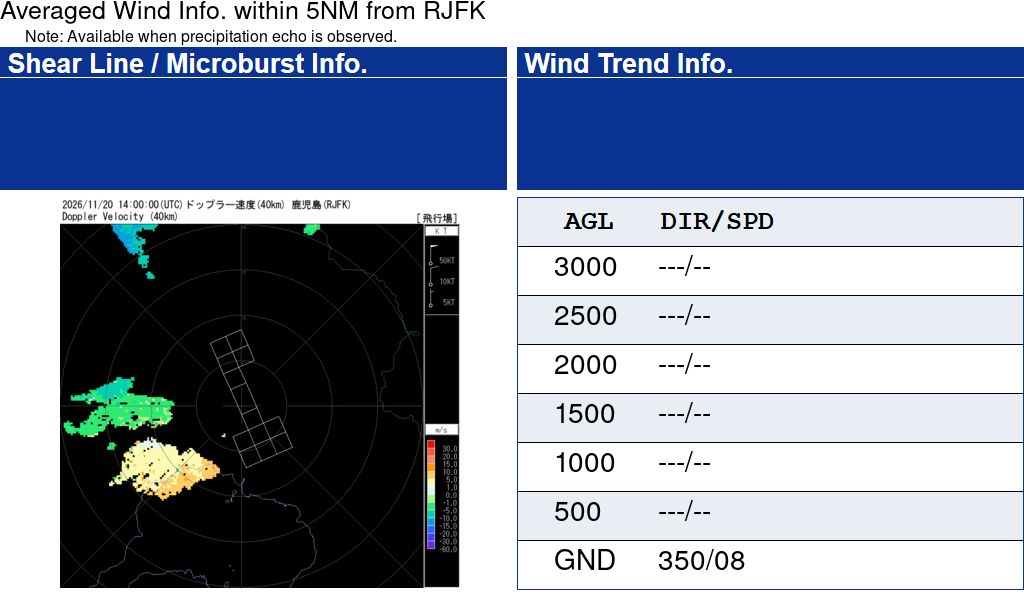 Averaged Wind Info. within 5NM from RJFK
Note: Available when precipitation echo is observed.
Shear Line / Microburst Info.
Wind Trend Info.
2026/11/20 14:00:00(UTC) ドップラー速度(40km) 鹿児島(RJFK)
Doppler Velocity (40km)
[飛行場]
KT
50KT
10KT
5KT
m/s
30.0
20.0
15.0
10.0
5.0
1.0
0.0
-1.0
-5.0
-10.0
-15.0
-20.0
-30.0
-60.0
AGL DIR/SPD
3000 ---/--
2500 ---/--
2000 ---/--
1500 ---/--
1000 ---/--
500 ---/--
GND 350/08